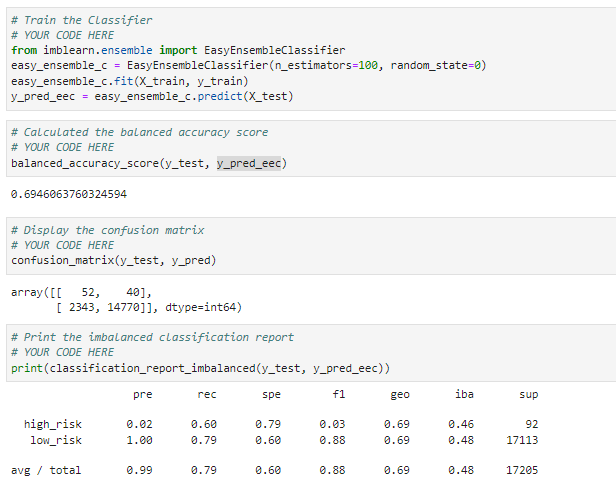 # Train the Classifier
# YOUR CODE HERE
from imblearn.ensemble import EasyEnsembleClassifier
easy_ensemble_c = EasyEnsembleClassifier(n_estimators=100, random_state=0)
easy_ensemble_c.fit(X_train, y_train)
y_pred_eec = easy_ensemble_c.predict(X_test)
# Calculated the balanced accuracy score
# YOUR CODE HERE
balanced_accuracy_score(y_test, y_pred_eec)
0.6946063760324594
# Display the confusion matrix
# YOUR CODE HERE
confusion_matrix(y_test, y_pred)
array([[   52,    40],
       [ 2343, 14770]], dtype=int64)
# Print the imbalanced classification report
# YOUR CODE HERE
print(classification_report_imbalanced(y_test, y_pred_eec))
pre rec spe f1 geo iba sup
high_risk 0.02 0.60 0.79 0.03 0.69 0.46 92
low_risk 1.00 0.79 0.60 0.88 0.69 0.48 17113
avg / total 0.99 0.79 0.60 0.88 0.69 0.48 17205